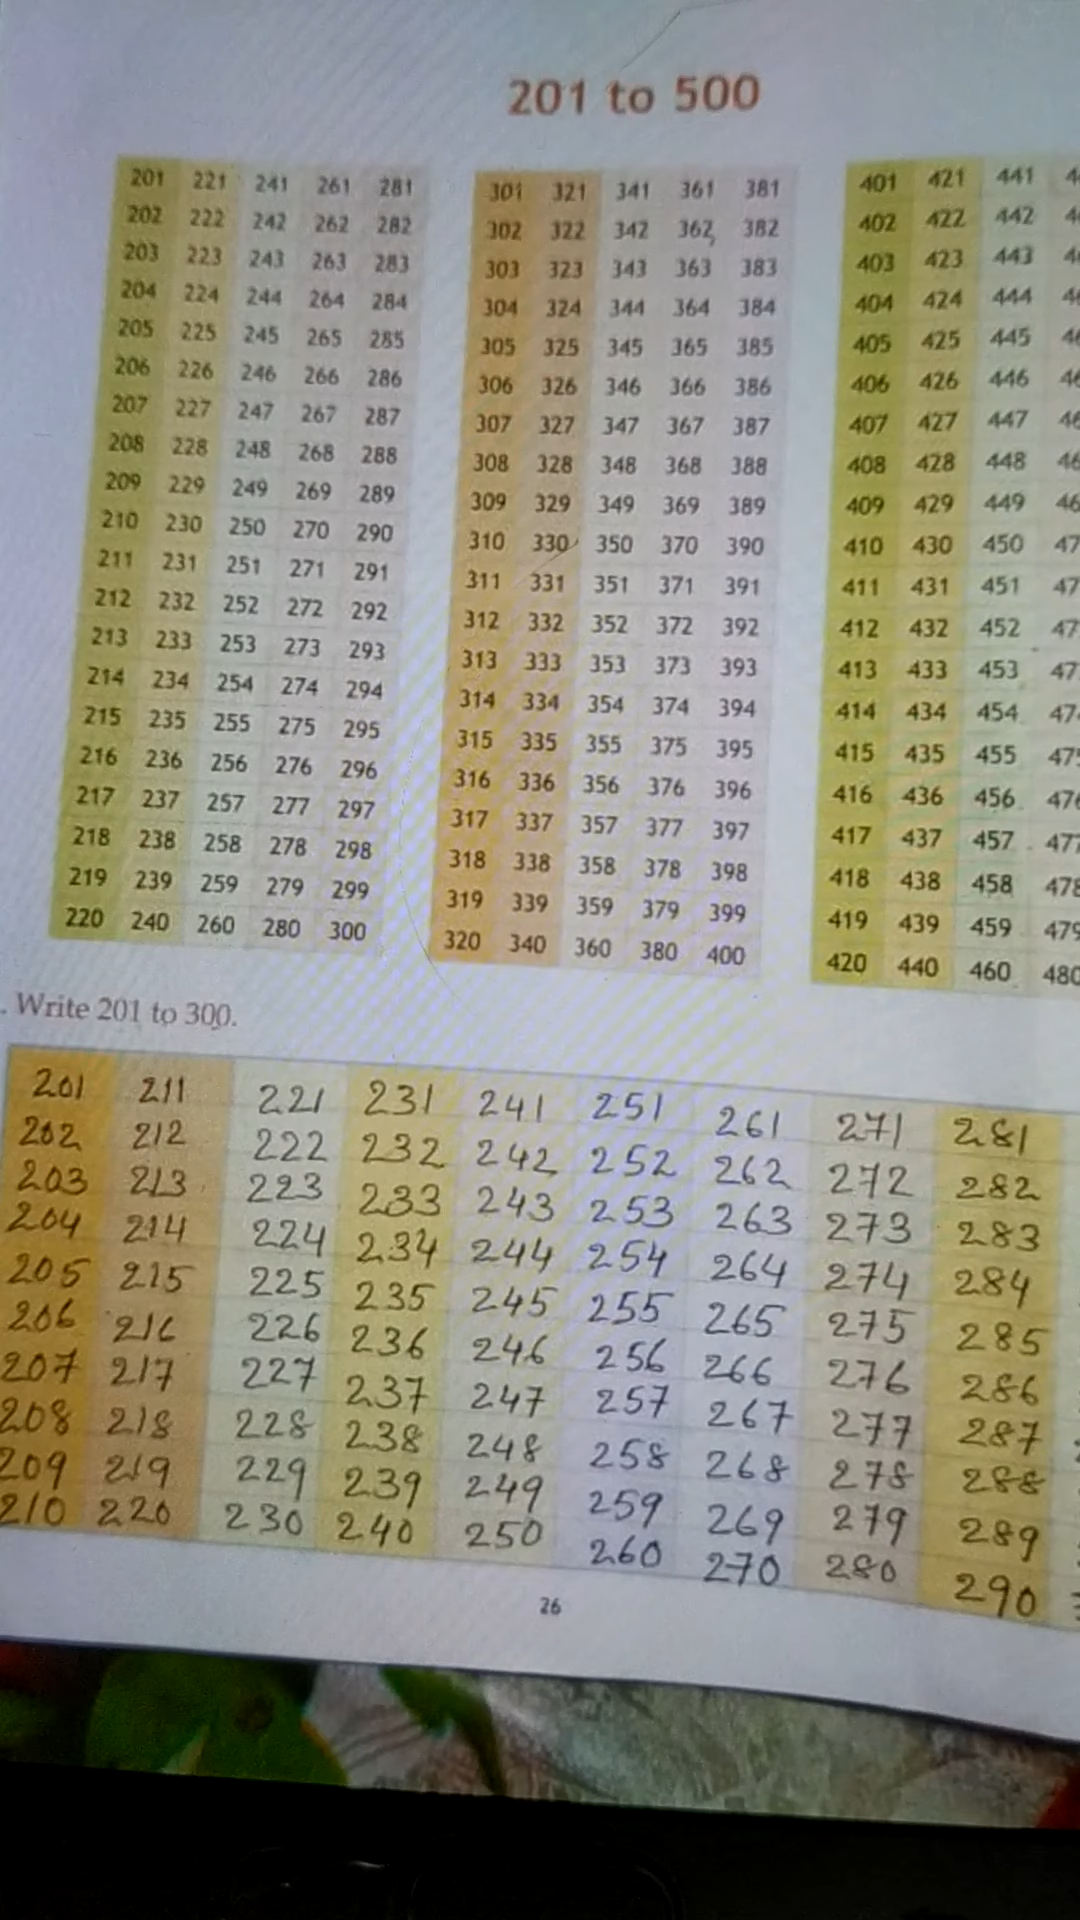 201 to 500
201 221 241 261 281 301 321 341 361 381 401 421 441
202 222 242 262 282 302 322 342 362 382 402 422 442
203 223 243 263 283 303 323 343 363 383 403 423 443
204 224 244 264 284 304 324 344 364 384 404 424 444
205 225 245 265 285 305 325 345 365 385 405 425 445
206 226 246 266 286 306 326 346 366 386 406 426 446
207 227 247 267 287 307 327 347 367 387 407 427 447
208 228 248 268 288 308 328 348 368 388 408 428 448
209 229 249 269 289 309 329 349 369 389 409 429 449
210 230 250 270 290 310 330 350 370 390 410 430 450
211 231 251 271 291 311 331 351 371 391 411 431 451
212 232 252 272 292 312 332 352 372 392 412 432 452
213 233 253 273 293 313 333 353 373 393 413 433 453
214 234 254 274 294 314 334 354 374 394 414 434 454
215 235 255 275 295 315 335 355 375 395 415 435 455
216 236 256 276 296 316 336 356 376 396 416 436 456
217 237 257 277 297 317 337 357 377 397 417 437 457
218 238 258 278 298 318 338 358 378 398 418 438 458 478
219 239 259 279 299 319 339 359 379 399 419 439 459 479
220 240 260 280 300 320 340 360 380 400 420 440 460 480
. Write 201 to 300.
201 211 221 231 241 251 261 271 281
202 212 222 232 242 252 262 272 282
203 213 223 233 243 253 263 273 283
204 214 224 234 244 254 264 274 284
205 215 225 235 245 255 265 275 285
206 216 226 236 246 256 266 276 286
207 217 227 237 247 257 267 277 287
208 218 228 238 248 258 268 278 288
209 219 229 239 249 259 269 279 289
210 220 230 240 250 260 270 280 290
26